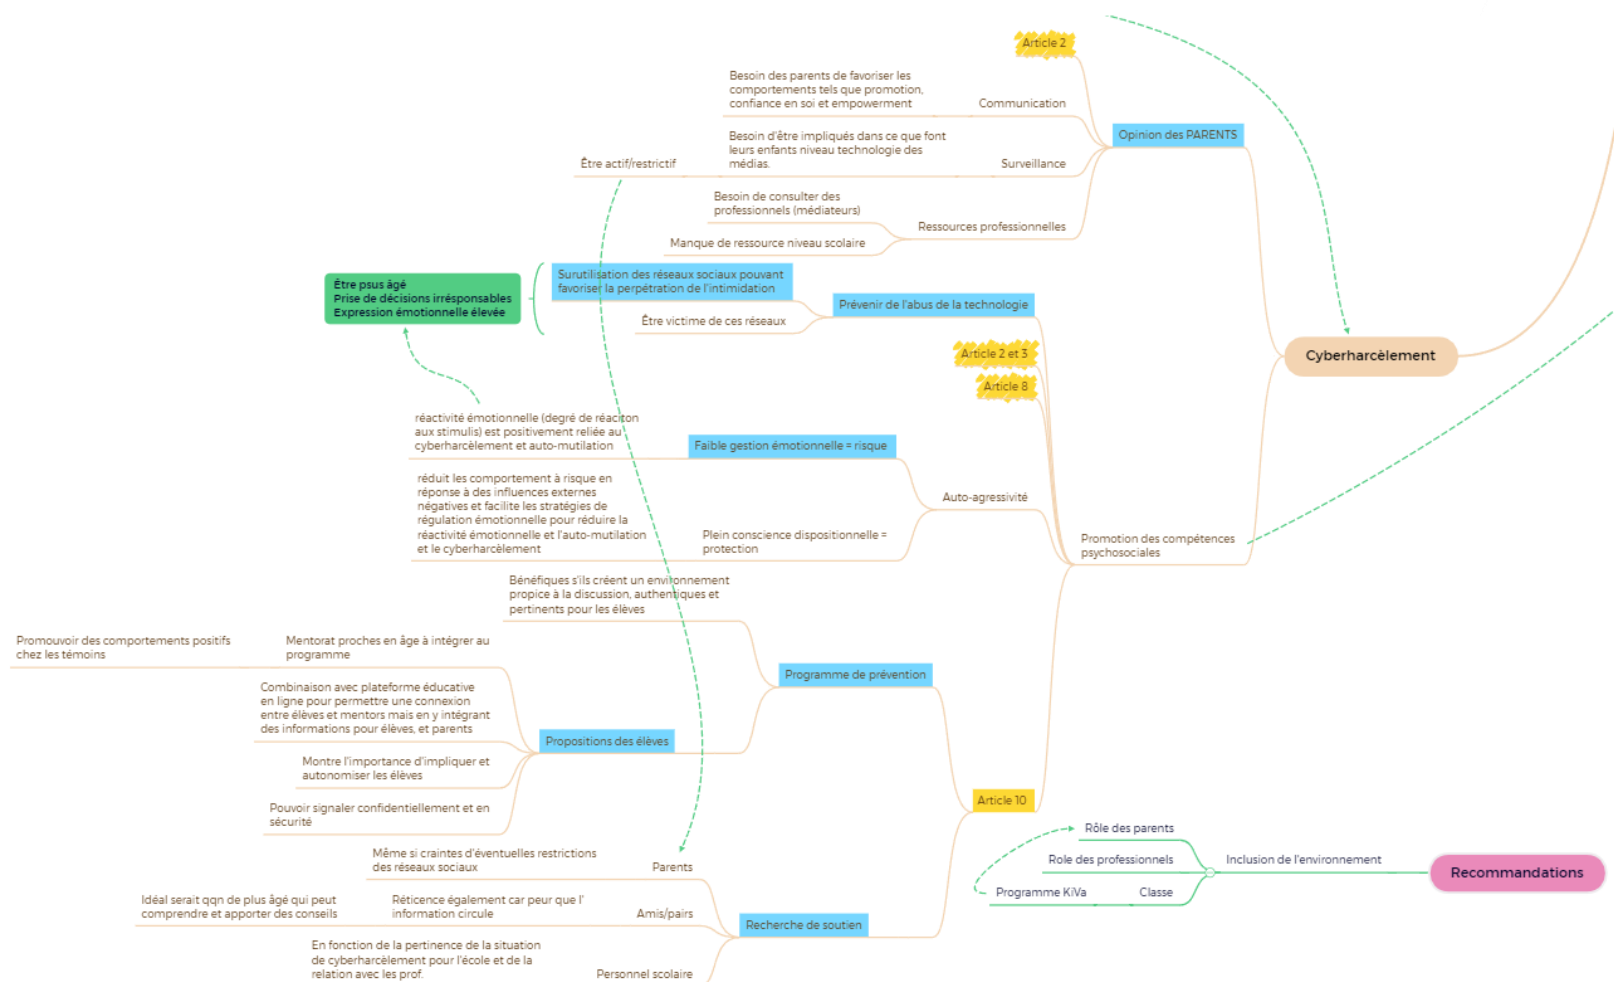 Article 2
Besoin des parents de favoriser les
comportements tels que promotion,
confiance en soi et empowerment
Communication
Opinion des PARENTS
Besoin d'être impliqués dans ce que font
leurs enfants niveau technologie des
médias.
Être actif/restrictif
Surveillance
Besoin de consulter des
professionnels (médiateurs)
Ressources professionnelles
Manque de ressource niveau scolaire
Surutilisation des réseaux sociaux pouvant
favoriser la perpétration de l'intimidation
Être psus âgé
Prise de décisions irrésponsables
Expression émotionnelle élevée
Prévenir de l'abus de la technologie
Être victime de ces réseaux
Article 2 et 3
Cyberharcèlement
Article 8
réactivité émotionnelle (degré de réaciton
aux stimulis) est positivement reliée au
cyberharcèlement et auto-mutilation
Faible gestion émotionnelle = risque
réduit les comportement à risque en
réponse à des influences externes
négatives et facilite les stratégies de
régulation émotionnelle pour réduire la
réactivité émotionnelle et l'auto-mutilation
et le cyberharcèlement
Auto-agressivité
Plein conscience dispositionnelle =
protection
Promotion des compétences
psychosociales
Bénéfiques s'ils créent un environnement
propice à la discussion, authentiques et
pertinents pour les élèves
Promouvoir des comportements positifs
chez les témoins
Mentorat proches en âge à intégrer au
programme
Programme de prévention
Combinaison avec plateforme éducative
en ligne pour permettre une connexion
entre élèves et mentors mais en y intégrant
des informations pour élèves, et parents
Propositions des élèves
Montre l'importance d'impliquer et
autonomiser les élèves
Pouvoir signaler confidentiellement et en
sécurité
Article 10
Rôle des parents
Même si craintes d'éventuelles restrictions
des réseaux sociaux
Parents
Role des professionnels
Inclusion de l'environnement
Recommandations
Programme KiVa
Classe
Idéal serait qqn de plus âgé qui peut
comprendre et apporter des conseils
Réticence également car peur que l'
information circule
Amis/pairs
Recherche de soutien
En fonction de la pertinence de la situation
de cyberharcèlement pour l'école et de la
relation avec les prof.
Personnel scolaire